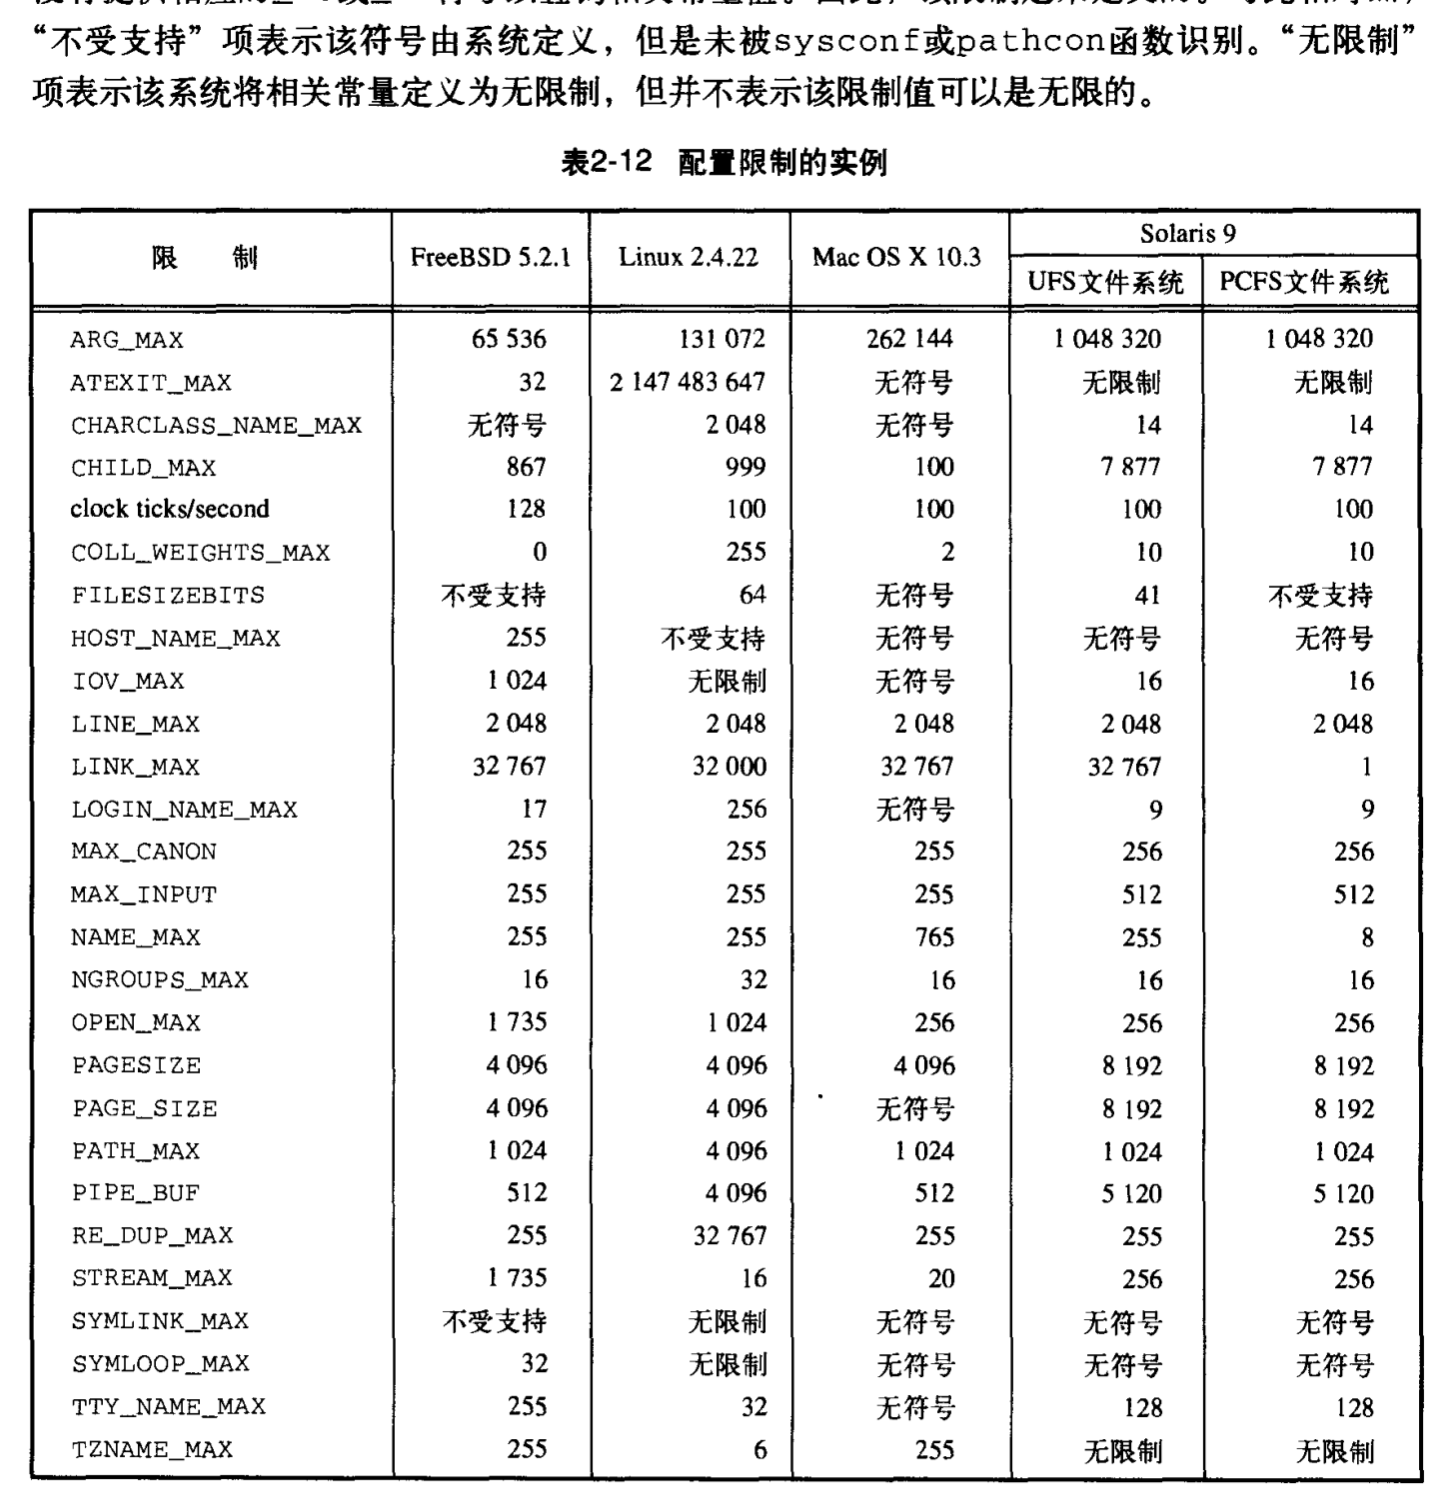 “不受支持”项表示该符号由系统定义，但是未被sysconf或pathcon函数识别。“无限制”
项表示该系统将相关常量定义为无限制，但并不表示该限制值可以是无限的。
表2-12 配置限制的实例
限 制 FreeBSD 5.2.1 Linux 2.4.22 Mac OS X 10.3 Solaris 9
UFS文件系统 PCFS文件系统
ARG_MAX 65 536 131 072 262 144 1 048 320 1 048 320
ATEXIT_MAX 32 2 147 483 647 无符号 无限制 无限制
CHARCLASS_NAME_MAX 无符号 2 048 无符号 14 14
CHILD_MAX 867 999 100 7 877 7 877
clock ticks/second 128 100 100 100 100
COLL_WEIGHTS_MAX 0 255 2 10 10
FILESIZEBITS 不受支持 64 无符号 41 不受支持
HOST_NAME_MAX 255 不受支持 无符号 无符号 无符号
IOV_MAX 1 024 无限制 无符号 16 16
LINE_MAX 2 048 2 048 2 048 2 048 2 048
LINK_MAX 32 767 32 000 32 767 32 767 1
LOGIN_NAME_MAX 17 256 无符号 9 9
MAX_CANON 255 255 255 256 256
MAX_INPUT 255 255 255 512 512
NAME_MAX 255 255 765 255 8
NGROUPS_MAX 16 32 16 16 16
OPEN_MAX 1 735 1 024 256 256 256
PAGESIZE 4 096 4 096 4 096 8 192 8 192
PAGE_SIZE 4 096 4 096 无符号 8 192 8 192
PATH_MAX 1 024 4 096 1 024 1 024 1 024
PIPE_BUF 512 4 096 512 5 120 5 120
RE_DUP_MAX 255 32 767 255 255 255
STREAM_MAX 1 735 16 20 256 256
SYMLINK_MAX 不受支持 无限制 无符号 无符号 无符号
SYMLOOP_MAX 32 无限制 无符号 无符号 无符号
TTY_NAME_MAX 255 32 无符号 128 128
TZNAME_MAX 255 6 255 无限制 无限制